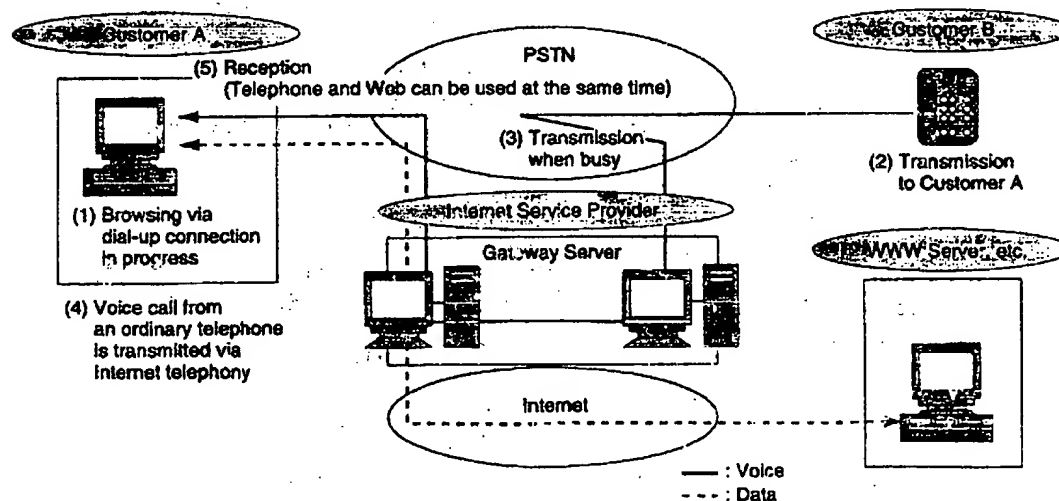 Customer A
Customer B
(5) Reception
(Telephone and Web can be used at the same time)
PSTN
(3) Transmission
when busy
(2) Transmission
to Customer A
(1) Browsing via
dial-up connection
in progress
Internet Service Provider
Gateway Server
WWW Server, etc.
(4) Voice call from
an ordinary telephone
is transmitted via
Internet telephony
Internet
: Voice
: Data